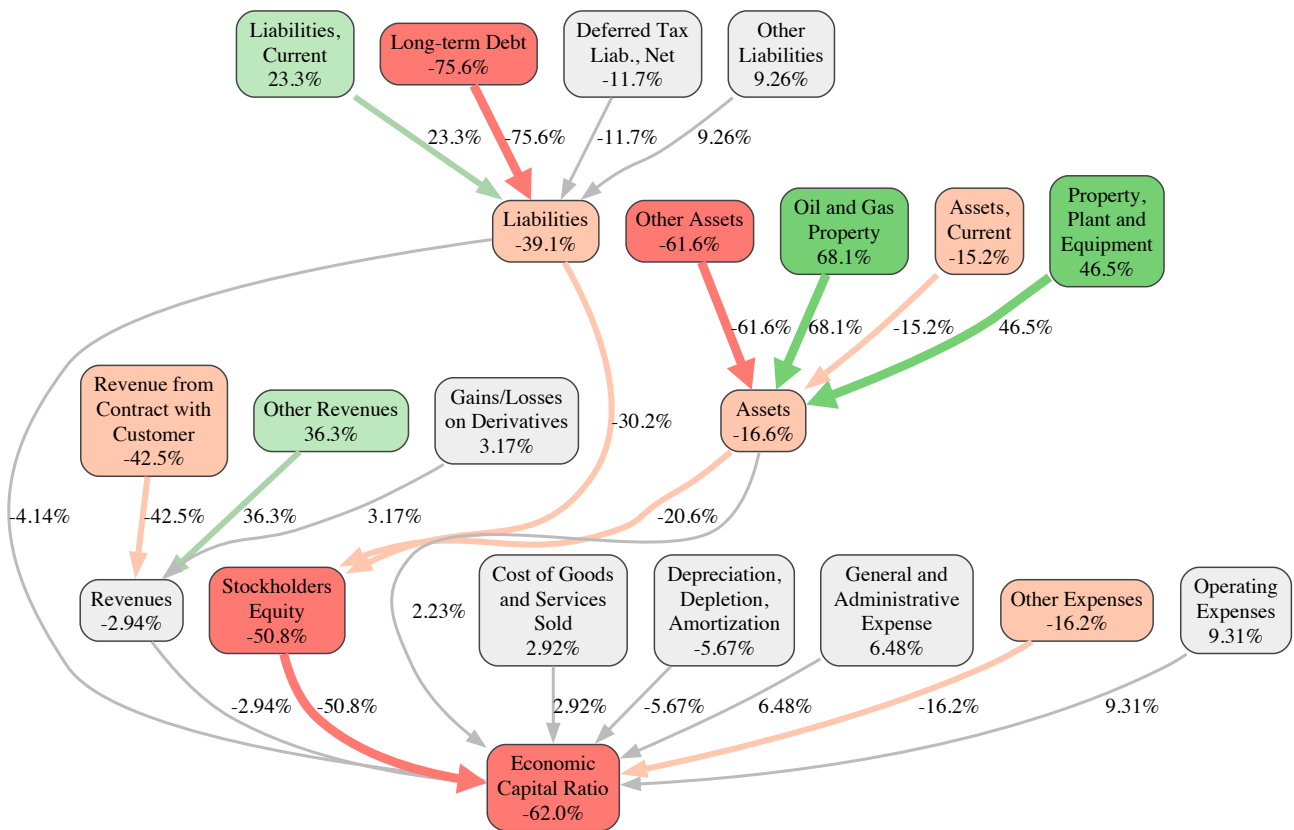 Liabilities,
Current
23.3%
Long-term Debt
-75.6%
Deferred Tax
Liab., Net
-11.7%
Other
Liabilities
9.26%
23.3%
-75.6%
-11.7%
9.26%
Liabilities
-39.1%
Other Assets
-61.6%
Oil and Gas
Property
68.1%
Assets,
Current
-15.2%
Property,
Plant and
Equipment
46.5%
-61.6%
68.1%
-15.2%
46.5%
Revenue from
Contract with
Customer
-42.5%
Other Revenues
36.3%
Gains/Losses
on Derivatives
3.17%
-30.2%
Assets
-16.6%
-4.14%
-42.5%
36.3%
3.17%
-20.6%
Revenues
-2.94%
Stockholders
Equity
-50.8%
2.23%
Cost of Goods
and Services
Sold
2.92%
Depreciation,
Depletion,
Amortization
-5.67%
General and
Administrative
Expense
6.48%
Other Expenses
-16.2%
Operating
Expenses
9.31%
-2.94%
-50.8%
2.92%
-5.67%
6.48%
-16.2%
9.31%
Economic
Capital Ratio
-62.0%